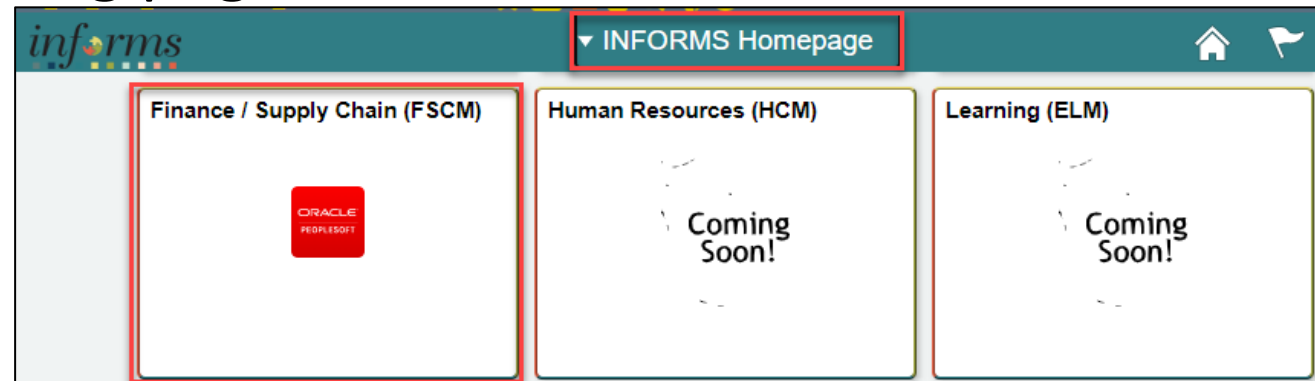 informs
INFORMS Homepage
Finance / Supply Chain (FSCM)
Human Resources (HCM)
Learning (ELM)
ORACLE
PEOPLESOFT
Coming
Soon!
Coming
Soon!